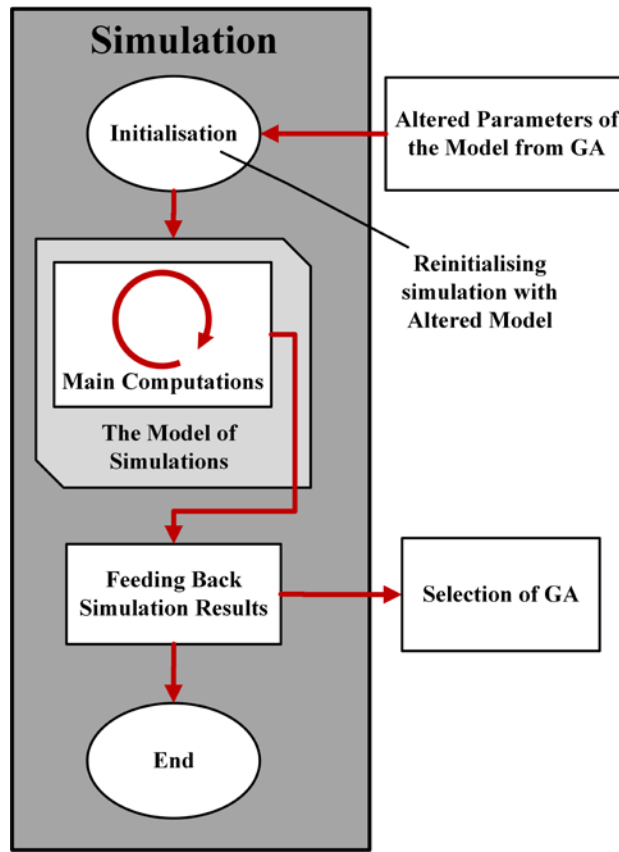 Simulation
Initialisation
Altered Parameters of
the Model from GA
Reinitialising
simulation with
Altered Model
Main Computations
The Model of
Simulations
Feeding Back
Simulation Results
Selection of GA
End